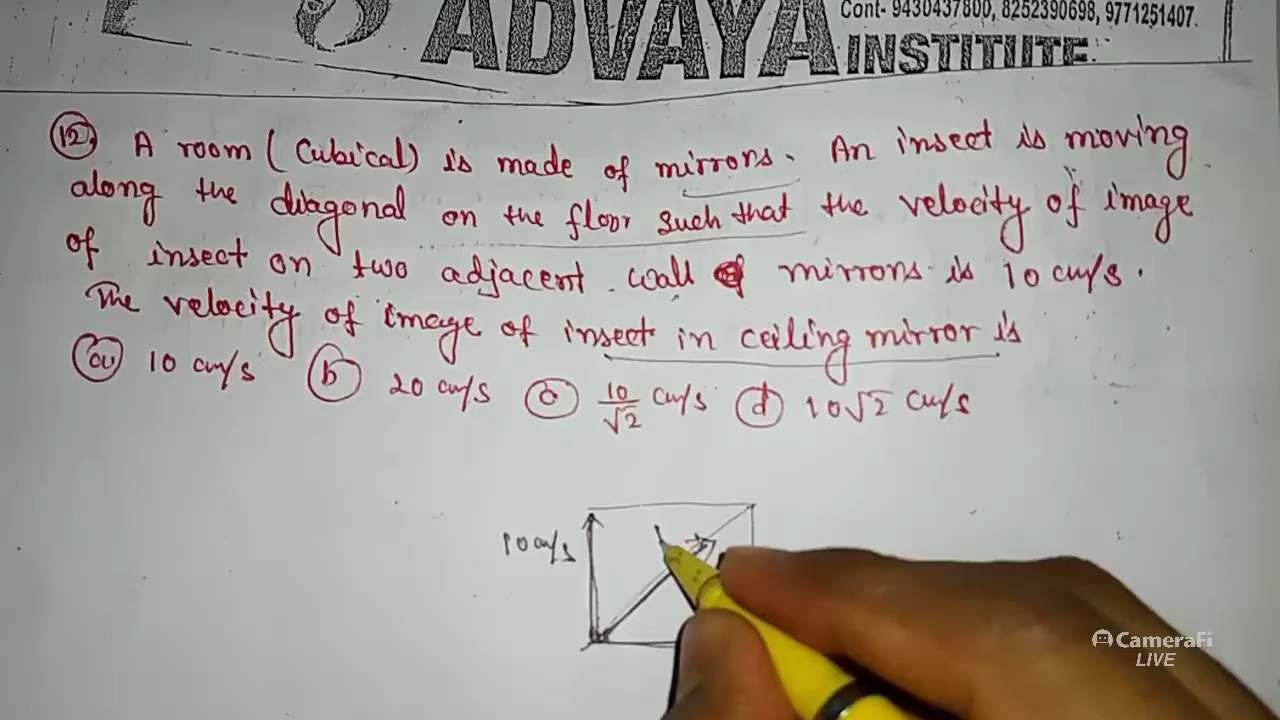 ADVAYA
Cont- 9430437800, 8252390698, 9771251407.
INSTITUTE
12. A room (Cubical) is made of mirrons. An insect is moving
along the diagonal on the floor such that the velocity of image
of insect on two adjacent wall mirrons is 10 cm/s.
The velocity of image of insect in ceiling mirror is
(a) 10 cm/s (b) 20 cm/s (c) 10/√2 cm/s (d) 10√2 cm/s
10 cm/s
CameraFi
LIVE